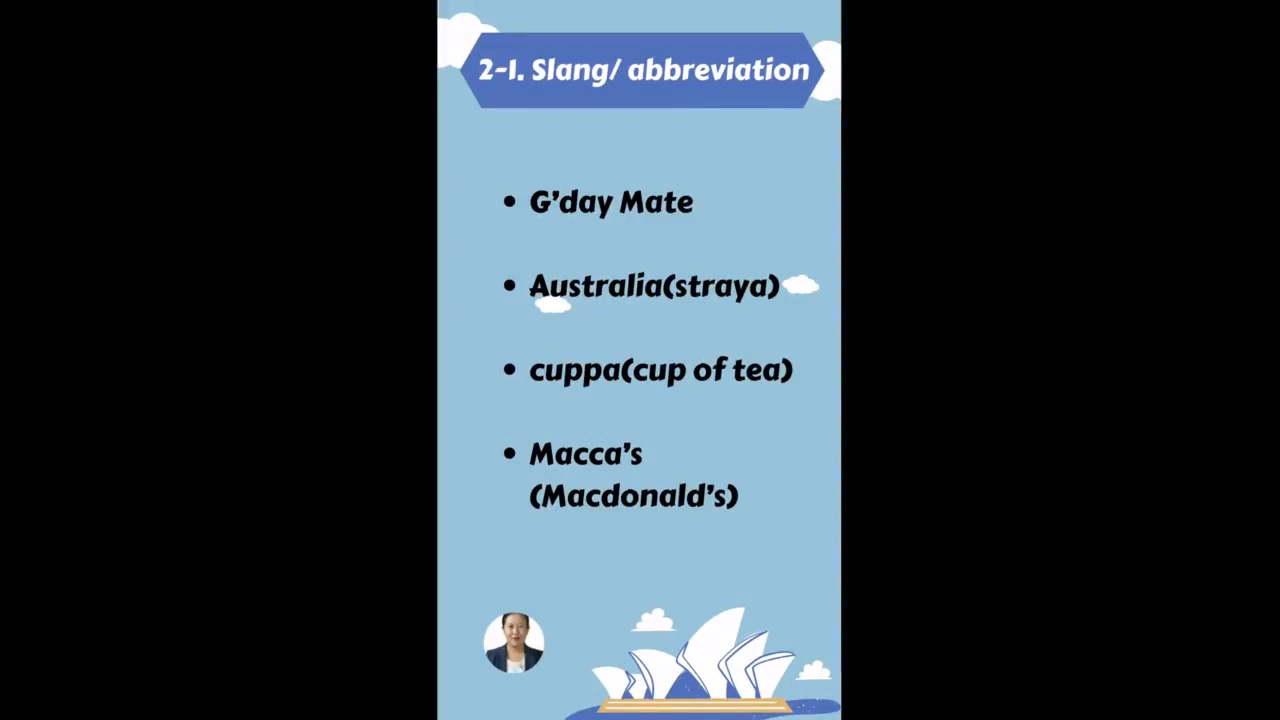 2-1. Slang/ abbreviation
• G'day Mate
• Australia(straya)
• cuppa(cup of tea)
• Macca's
(Macdonald's)